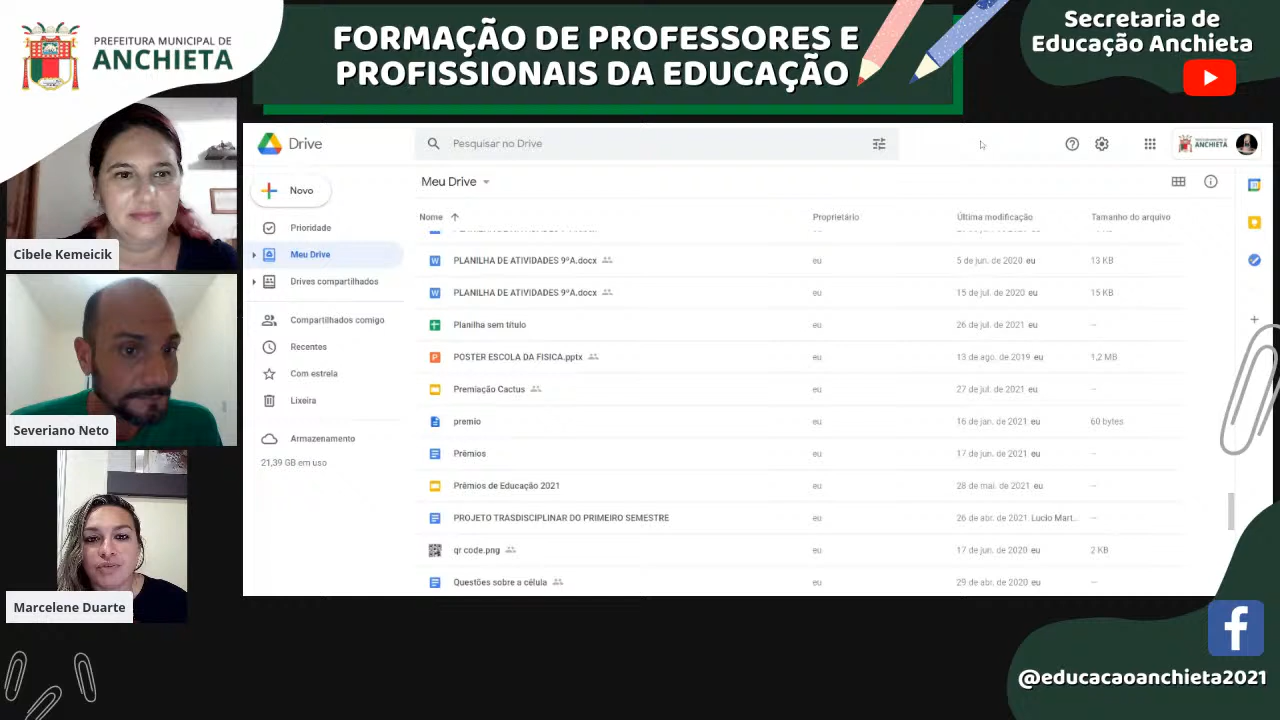 PREFEITURA MUNICIPAL DE
ANCHIETA
FORMAÇÃO DE PROFESSORES E
PROFISSIONAIS DA EDUCAÇÃO
Secretaria de
Educação Anchieta
Cibele Kemeicik
Severiano Neto
Marcelene Duarte
Drive
Pesquisar no Drive
ANCHIETA
Novo
Prioridade
Meu Drive
Drives compartilhados
Compartilhados comigo
Recentes
Com estrela
Lixeira
Armazenamento
21,39 GB em uso
Meu Drive
Nome Proprietário Última modificação Tamanho do arquivo
PLANILHA DE ATIVIDADES 9ºA.docx eu 5 de jun. de 2020 eu 13 KB
PLANILHA DE ATIVIDADES 9ºA.docx eu 15 de jul. de 2020 eu 15 KB
Planilha sem título eu 26 de jul. de 2021 eu –
POSTER ESCOLA DA FISICA.pptx eu 13 de ago. de 2019 eu 1,2 MB
Premiação Cactus eu 27 de jul. de 2021 eu –
premio eu 16 de jan. de 2021 eu 60 bytes
Prêmios eu 17 de jun. de 2021 eu –
Prêmios de Educação 2021 eu 28 de mai. de 2021 eu –
PROJETO TRASDISCIPLINAR DO PRIMEIRO SEMESTRE eu 26 de abr. de 2021 Lucio Mart...
qr code.png eu 17 de jun. de 2020 eu 2 KB
Questões sobre a célula eu 29 de abr. de 2020 eu –
@educacaoanchieta2021